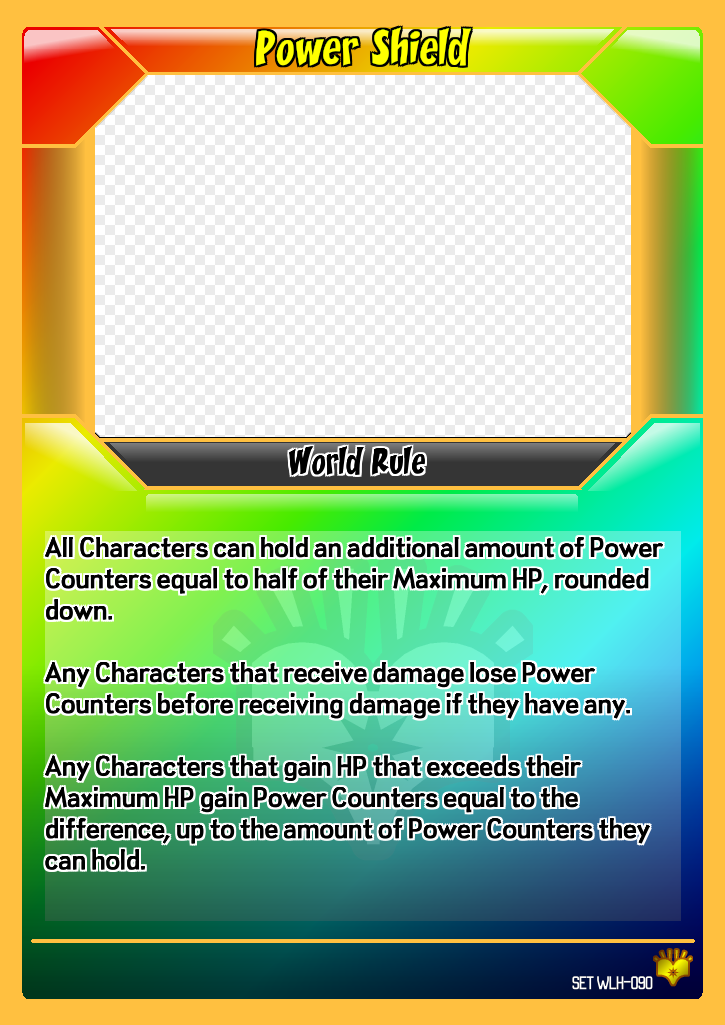 Power Shield
World Rule
All Characters can hold an additional amount of Power
Counters equal to half of their Maximum HP, rounded
down.
Any Characters that receive damage lose Power
Counters before receiving damage if they have any.
Any Characters that gain HP that exceeds their
Maximum HP gain Power Counters equal to the
difference, up to the amount of Power Counters they
can hold.
SET WLH-090